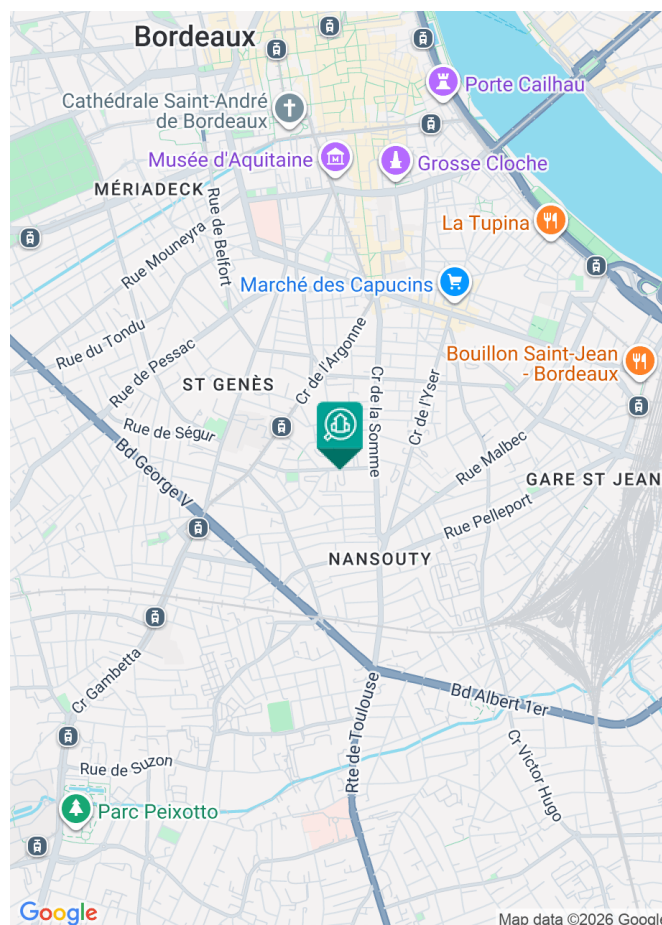 Bordeaux
Porte Cailhau
Cathédrale Saint-André
de Bordeaux
Musée d'Aquitaine
Grosse Cloche
MÉRIADECK
Rue de Belfort
La Tupina
Rue Mouneyra
Marché des Capucins
Rue du Tondu
Rue de Pessac
Cr de l'Argonne
Bouillon Saint-Jean
- Bordeaux
ST GENÈS
Cr de la Somme
Cr de l'Yser
Rue de Ségur
Bd George V
Rue Malbec
GARE ST JEAN
Rue Pelleport
NANSOUTY
Cr Gambetta
Rte de Toulouse
Bd Albert 1er
Cr Victor Hugo
Rue de Suzon
Parc Peixotto
Google
Map data ©2026 Google